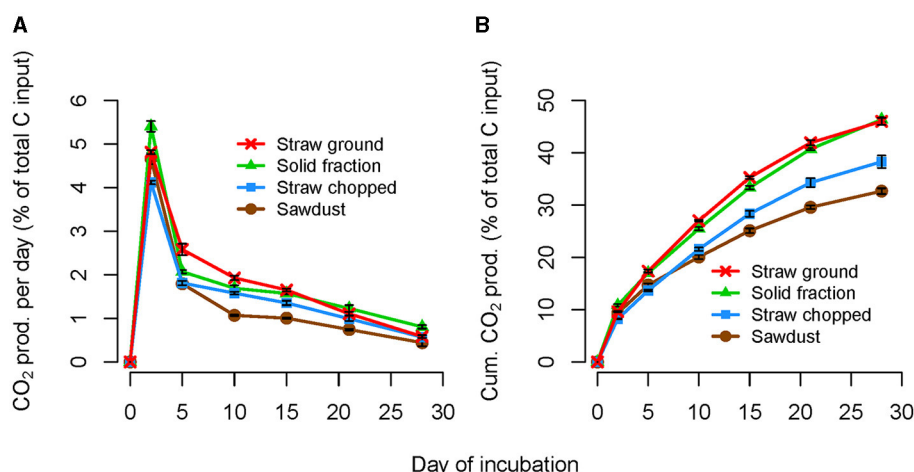 A
CO2 prod. per day (% of total C input)
6
5
4
3
2
1
0
Straw ground
Solid fraction
Straw chopped
Sawdust
0 5 10 15 20 25 30
B
Cum. CO2 prod. (% of total C input)
50
40
30
20
10
0
Straw ground
Solid fraction
Straw chopped
Sawdust
0 5 10 15 20 25 30
Day of incubation